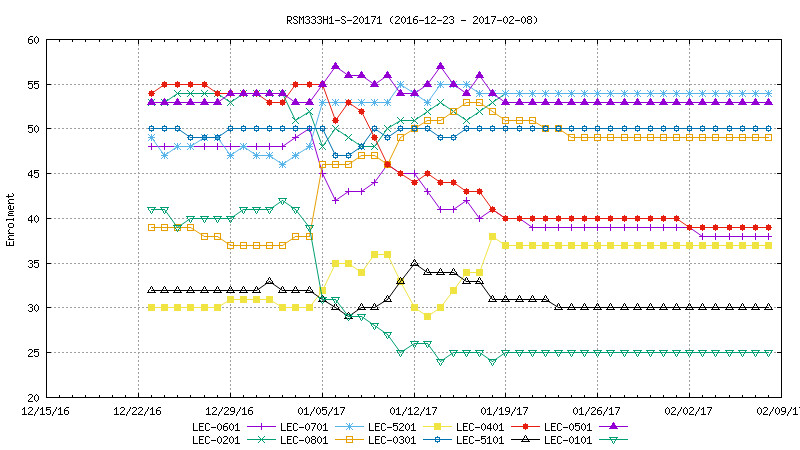 RSM333H1-S-20171 (2016-12-23 - 2017-02-08)
60
55
50
45
40
35
30
25
20
Enrolment
12/15/16 12/22/16 12/29/16 01/05/17 01/12/17 01/19/17 01/26/17 02/02/17 02/09/1
LEC-0601 LEC-0701 LEC-5201 LEC-0401 LEC-0501
LEC-0201 LEC-0801 LEC-0301 LEC-5101 LEC-0101